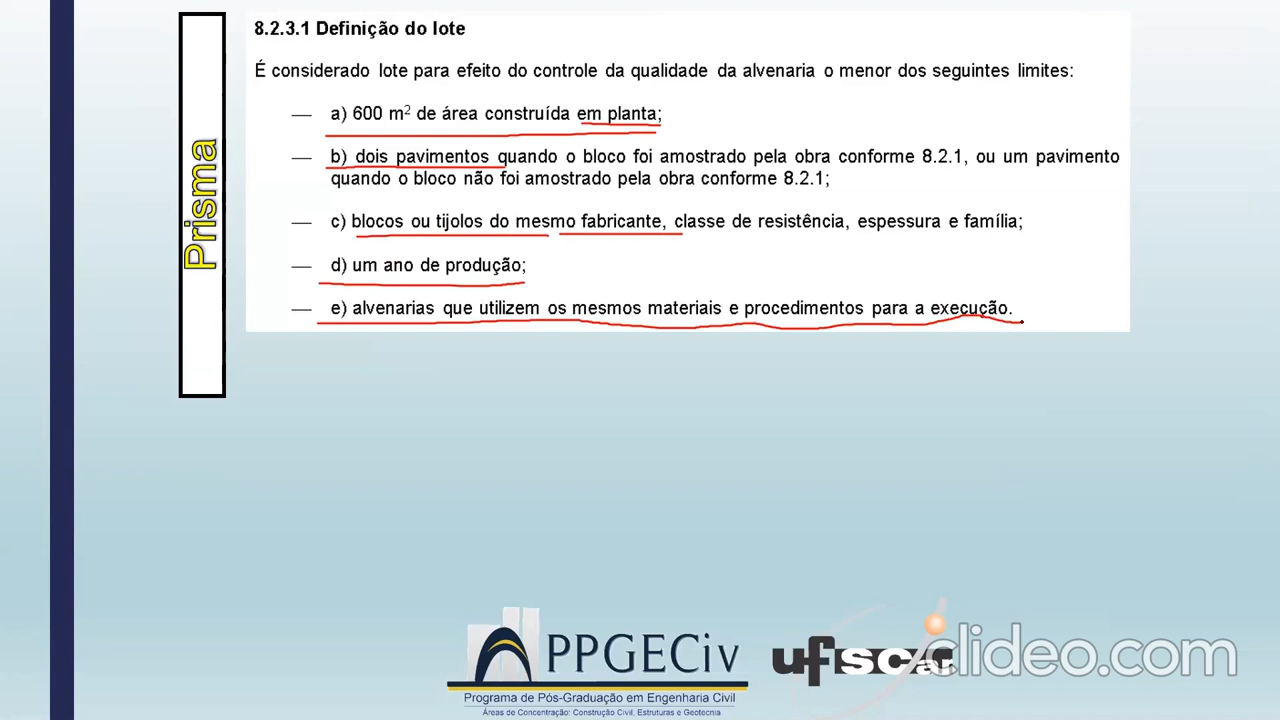 Prisma
8.2.3.1 Definição do lote
É considerado lote para efeito do controle da qualidade da alvenaria o menor dos seguintes limites:
— a) 600 m² de área construída em planta;
— b) dois pavimentos quando o bloco foi amostrado pela obra conforme 8.2.1, ou um pavimento
quando o bloco não foi amostrado pela obra conforme 8.2.1;
— c) blocos ou tijolos do mesmo fabricante, classe de resistência, espessura e família;
— d) um ano de produção;
— e) alvenarias que utilizem os mesmos materiais e procedimentos para a execução.
PPGECiv
Programa de Pós-Graduação em Engenharia Civil
Áreas de Concentração: Construção Civil, Estruturas e Geotecnia
ufscar
clideo.com